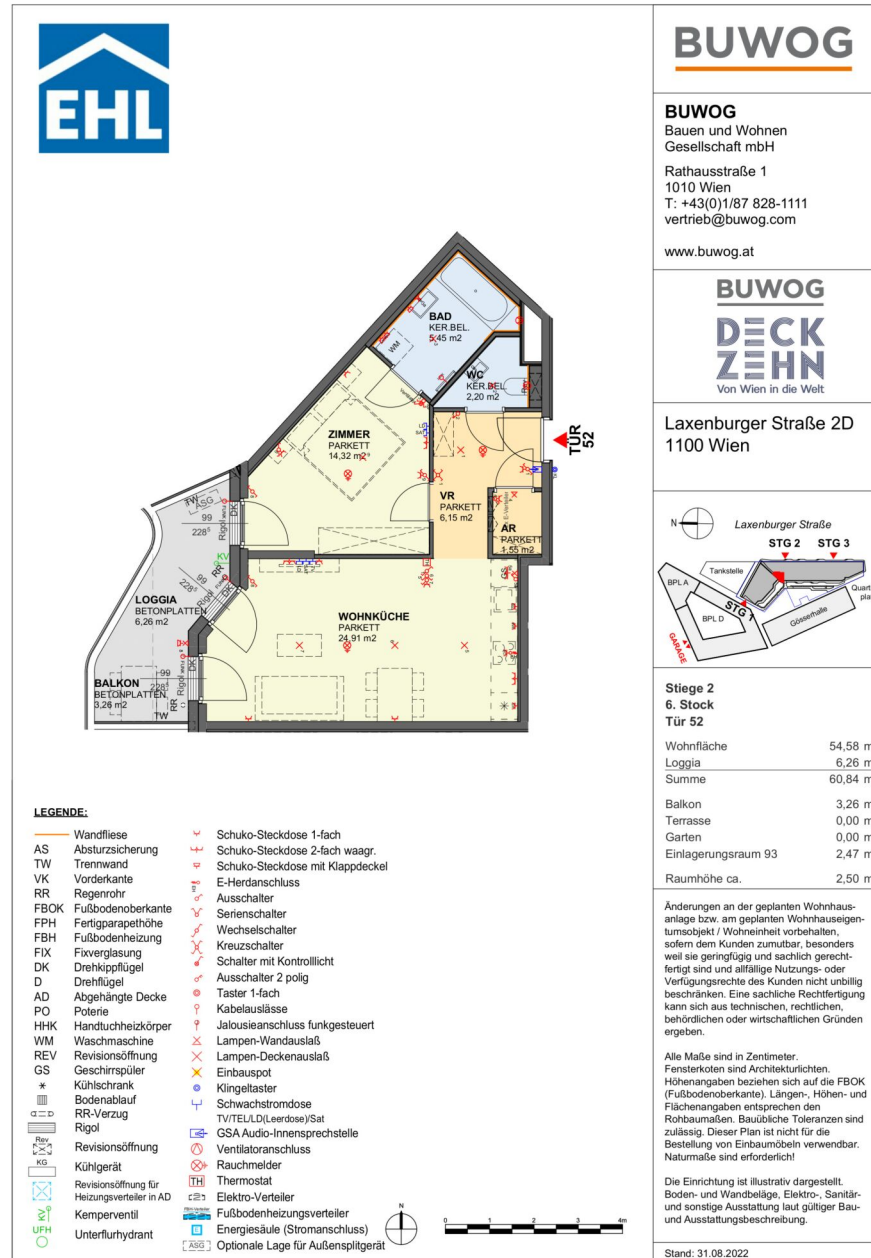 EHL
BUWOG
BUWOG
Bauen und Wohnen
Gesellschaft mbH
Rathausstraße 1
1010 Wien
T: +43(0)1/87 828-1111
vertrieb@buwog.com
www.buwog.at
BUWOG
DECK
ZEHN
Von Wien in die Welt
Laxenburger Straße 2D
1100 Wien
N
Laxenburger Straße
STG 2 STG 3
Tankstelle
BPL A
STG 1
BPL D
Gösserhalle
GARAGE
Stiege 2
6. Stock
Tür 52
Wohnfläche 54,58 m
Loggia 6,26 m
Summe 60,84 m
Balkon 3,26 m
Terrasse 0,00 m
Garten 0,00 m
Einlagerungsraum 93 2,47 m
Raumhöhe ca. 2,50 m
Änderungen an der geplanten Wohnhaus-
anlage bzw. am geplanten Wohnhauseigen-
tumsobjekt / Wohneinheit vorbehalten,
sofern dem Kunden zumutbar, besonders
weil sie geringfügig und sachlich gerecht-
fertigt sind und allfällige Nutzungs- oder
Verfügungsrechte des Kunden nicht unbillig
beschränken. Eine sachliche Rechtfertigung
kann sich aus technischen, rechtlichen,
behördlichen oder wirtschaftlichen Gründen
ergeben.
Alle Maße sind in Zentimeter.
Fensterkoten sind Architekturlichten.
Höhenangaben beziehen sich auf die FBOK
(Fußbodenoberkante). Längen-, Höhen- und
Flächenangaben entsprechen den
Rohbaumaßen. Bauübliche Toleranzen sind
zulässig. Dieser Plan ist nicht für die
Bestellung von Einbaumöbeln verwendbar.
Naturmaße sind erforderlich!
Die Einrichtung ist illustrativ dargestellt.
Boden- und Wandbeläge, Elektro-, Sanitär-
und sonstige Ausstattung laut gültiger Bau-
und Ausstattungsbeschreibung.
Stand: 31.08.2022
BAD
KER.BEL.
5,45 m2
WM
WC
KER.BEL.
2,20 m2
TÜR
52
ZIMMER
PARKETT
14,32 m2
VR
PARKETT
6,15 m2
AR
PARKETT
1,55 m2
E-Verteiler
TW
ASG
99
228⁵
Rigol
DK
KV
RR
99
228⁵
Rigol
DK
LOGGIA
BETONPLATTEN
6,26 m2
WOHNKÜCHE
PARKETT
24,91 m2
GS
BALKON
BETONPLATTEN
3,26 m2
99
228⁵
Rigol
DK
RR
TW
LEGENDE:
Wandfliese
AS Absturzsicherung
TW Trennwand
VK Vorderkante
RR Regenrohr
FBOK Fußbodenoberkante
FPH Fertigparapethöhe
FBH Fußbodenheizung
FIX Fixverglasung
DK Drehkippflügel
D Drehflügel
AD Abgehängte Decke
PO Poterie
HHK Handtuchheizkörper
WM Waschmaschine
REV Revisionsöffnung
GS Geschirrspüler
* Kühlschrank
Bodenablauf
RR-Verzug
Rigol
Rev Revisionsöffnung
KG Kühlgerät
Revisionsöffnung für
Heizungsverteiler in AD
KV Kemperventil
UFH Unterflurhydrant
Schuko-Steckdose 1-fach
Schuko-Steckdose 2-fach waagr.
Schuko-Steckdose mit Klappdeckel
E-Herdanschluss
Ausschalter
Serienschalter
Wechselschalter
Kreuzschalter
Schalter mit Kontrolllicht
Ausschalter 2 polig
Taster 1-fach
Kabelauslässe
Jalousieanschluss funkgesteuert
Lampen-Wandauslaß
Lampen-Deckenauslaß
Einbauspot
Klingeltaster
Schwachstromdose
TV/TEL/LD(Leerdose)/Sat
GSA Audio-Innensprechstelle
Ventilatoranschluss
Rauchmelder
TH Thermostat
Elektro-Verteiler
Fußbodenheizungsverteiler
Energiesäule (Stromanschluss)
ASG Optionale Lage für Außensplitgerät
N
0 1 2 3 4m